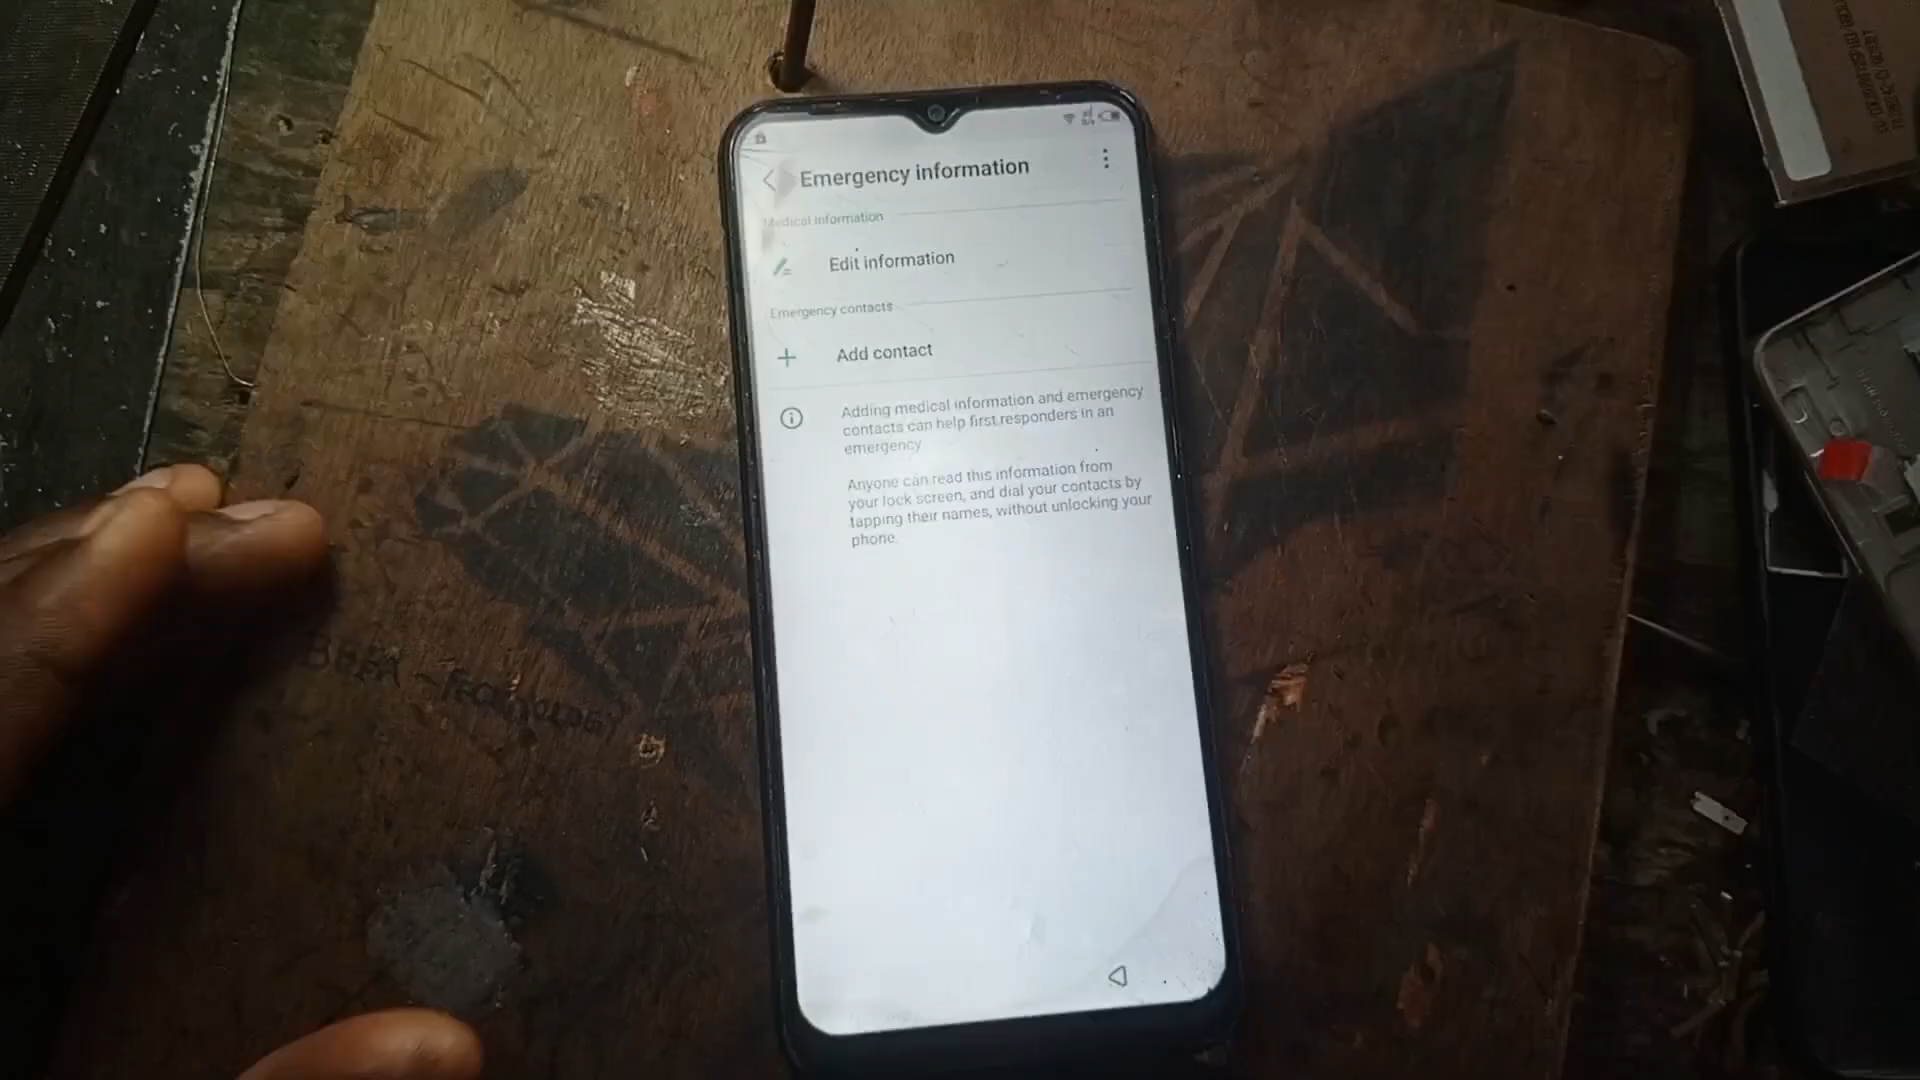 Emergency information
Medical information
Edit information
Emergency contacts
Add contact
Adding medical information and emergency
contacts can help first responders in an
emergency
Anyone can read this information from
your lock screen, and dial your contacts by
tapping their names, without unlocking your
phone.